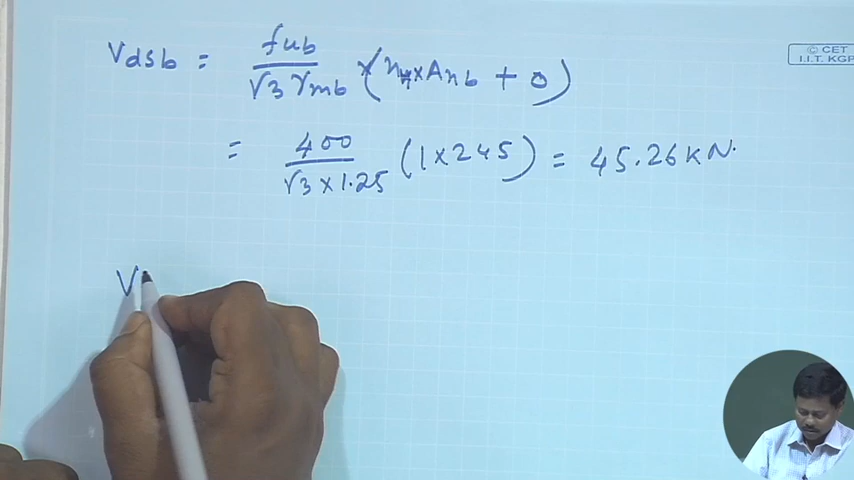 © CET
I.I.T. KGP
Vdsb = fub / √3 γmb × (nn × Anb + 0)
= 400 / √3 × 1.25 (1 × 245) = 45.26 kN.
V